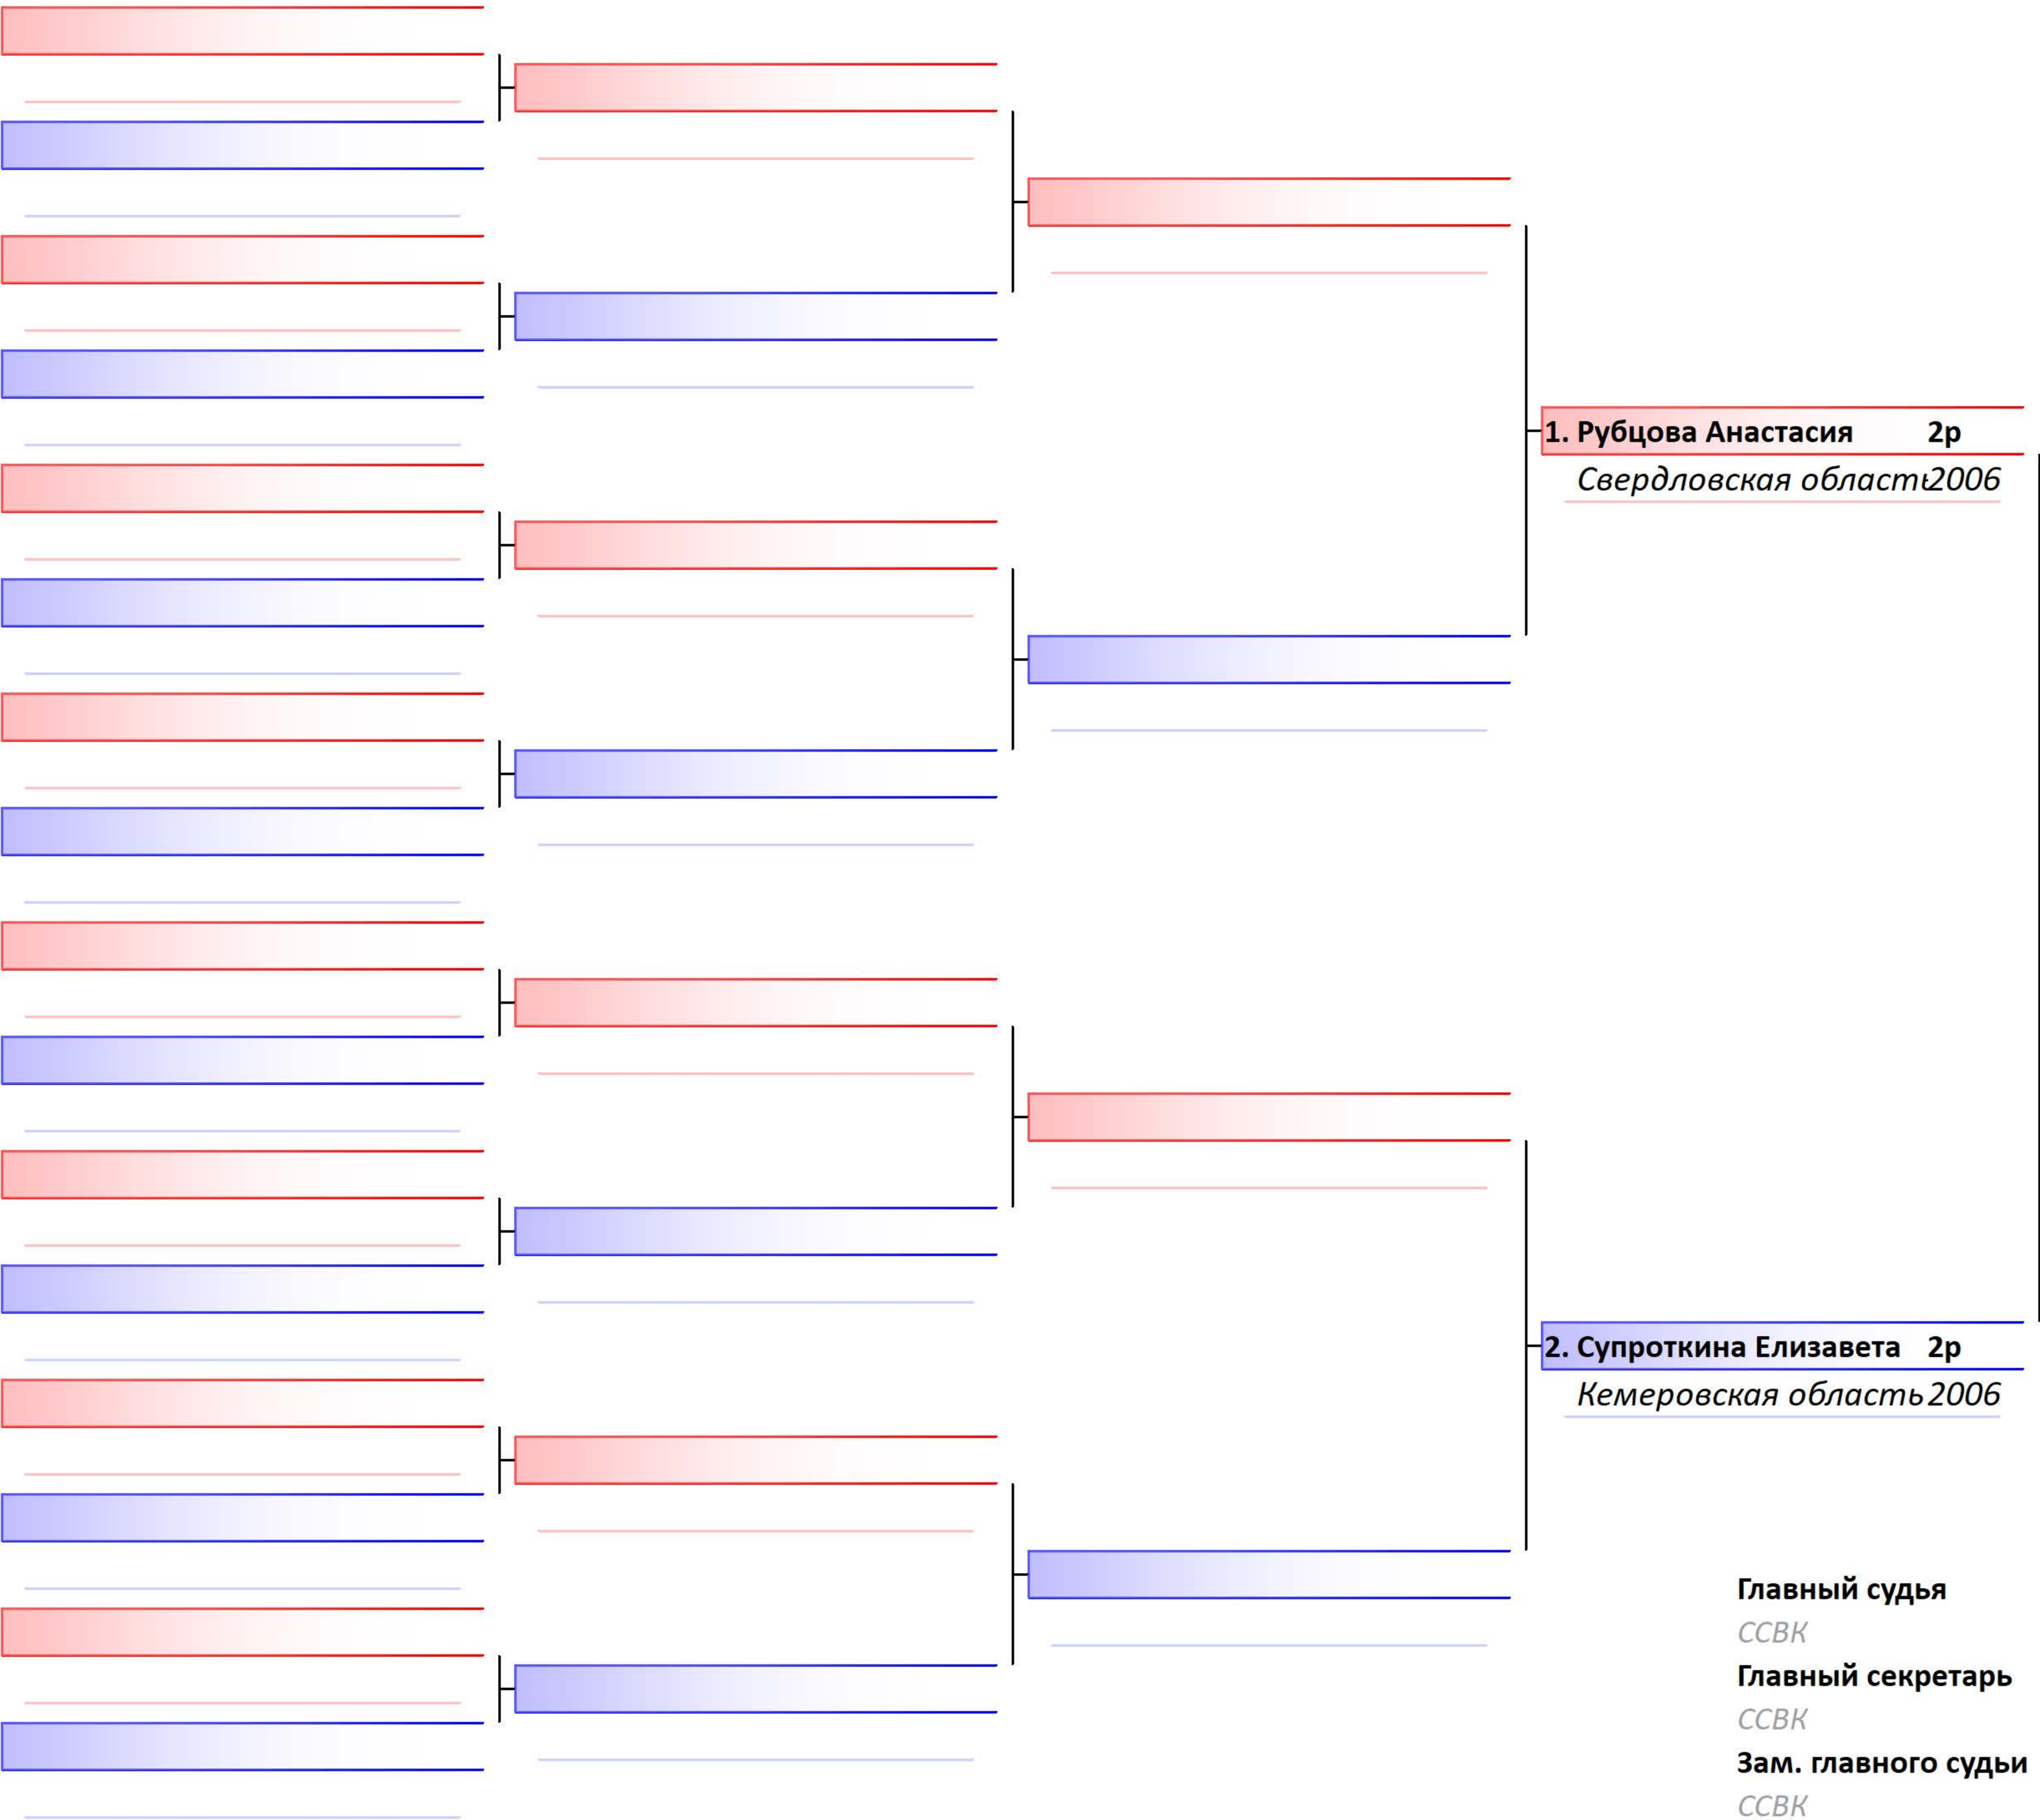 1. Рубцова Анастасия 2р
Свердловская область 2006
2. Супроткина Елизавета 2р
Кемеровская область 2006
Главный судья
ССВК
Главный секретарь
ССВК
Зам. главного судьи
ССВК